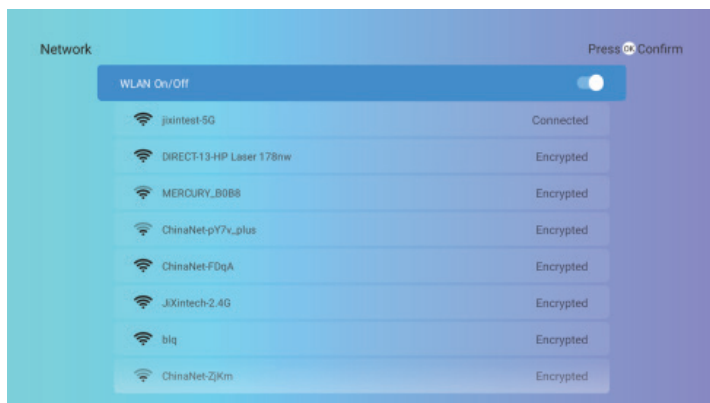 Network
Press OK Confirm
WLAN On/Off
jixintest-5G Connected
DIRECT-13-HP Laser 178nw Encrypted
MERCURY_B0B8 Encrypted
ChinaNet-pY7v_plus Encrypted
ChinaNet-FDqA Encrypted
JiXintech-2.4G Encrypted
blq Encrypted
ChinaNet-ZjKm Encrypted